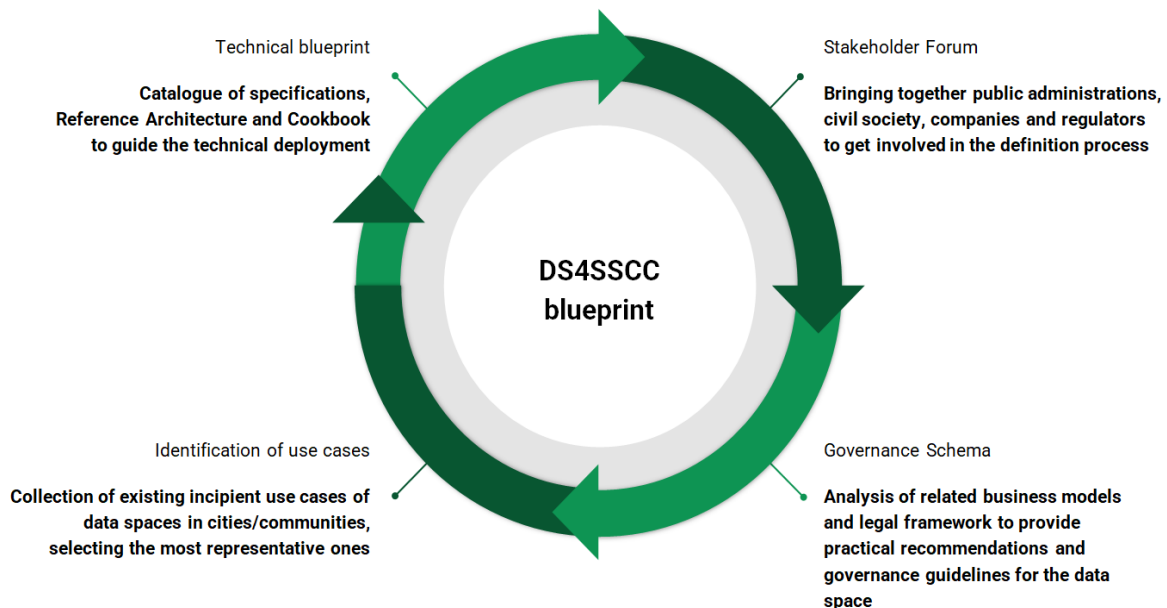 Technical blueprint
Catalogue of specifications,
Reference Architecture and Cookbook
to guide the technical deployment
Stakeholder Forum
Bringing together public administrations,
civil society, companies and regulators
to get involved in the definition process
DS4SSCC
blueprint
Identification of use cases
Collection of existing incipient use cases of
data spaces in cities/communities,
selecting the most representative ones
Governance Schema
Analysis of related business models
and legal framework to provide
practical recommendations and
governance guidelines for the data
space